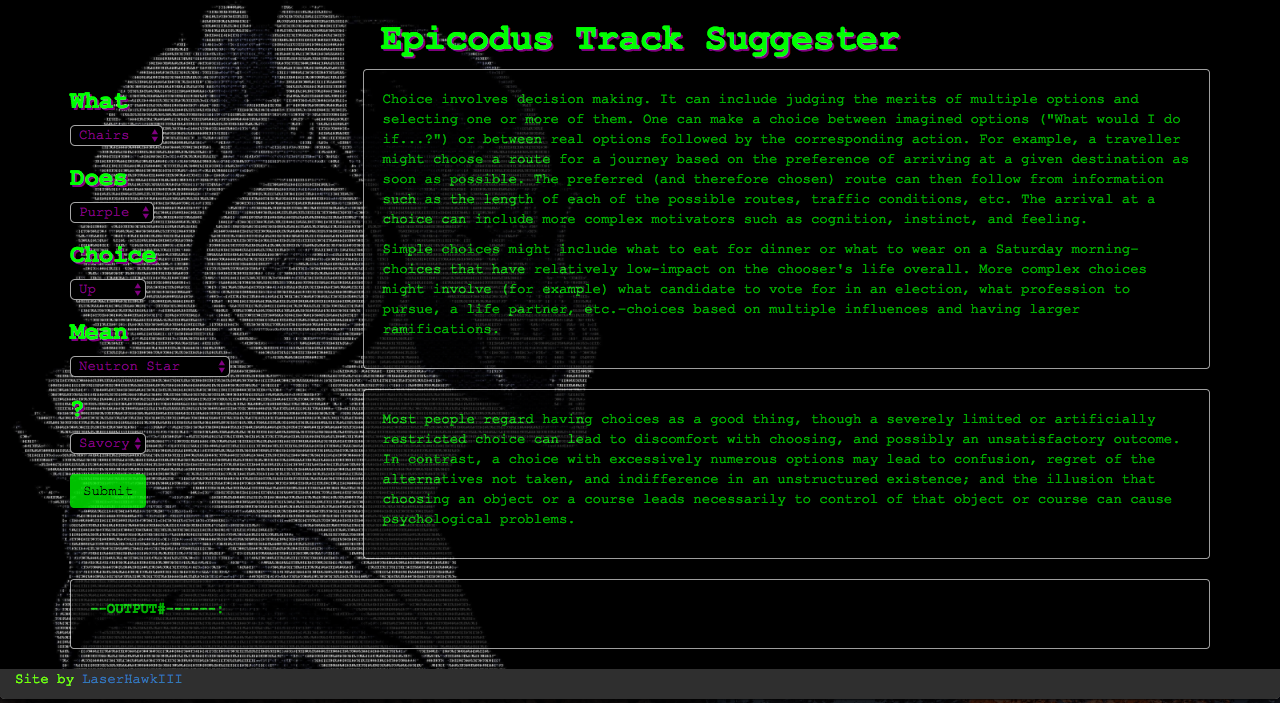 Epicodus Track Suggester
What
Chairs
Does
Purple
Choice
Up
Mean
Neutron Star
?
Savory
Submit
Choice involves decision making. It can include judging the merits of multiple options and
selecting one or more of them. One can make a choice between imagined options ("What would I do
if...?") or between real options followed by the corresponding action. For example, a traveller
might choose a route for a journey based on the preference of arriving at a given destination as
soon as possible. The preferred (and therefore chosen) route can then follow from information
such as the length of each of the possible routes, traffic conditions, etc. The arrival at a
choice can include more complex motivators such as cognition, instinct, and feeling.
Simple choices might include what to eat for dinner or what to wear on a Saturday morning-
choices that have relatively low-impact on the chooser's life overall. More complex choices
might involve (for example) what candidate to vote for in an election, what profession to
pursue, a life partner, etc.-choices based on multiple influences and having larger
ramifications.
Most people regard having choices as a good thing, though a severely limited or artificially
restricted choice can lead to discomfort with choosing, and possibly an unsatisfactory outcome.
In contrast, a choice with excessively numerous options may lead to confusion, regret of the
alternatives not taken, and indifference in an unstructured existence; and the illusion that
choosing an object or a course leads necessarily to control of that object or course can cause
psychological problems.
--OUTPUT#------:
Site by LaserHawkIII